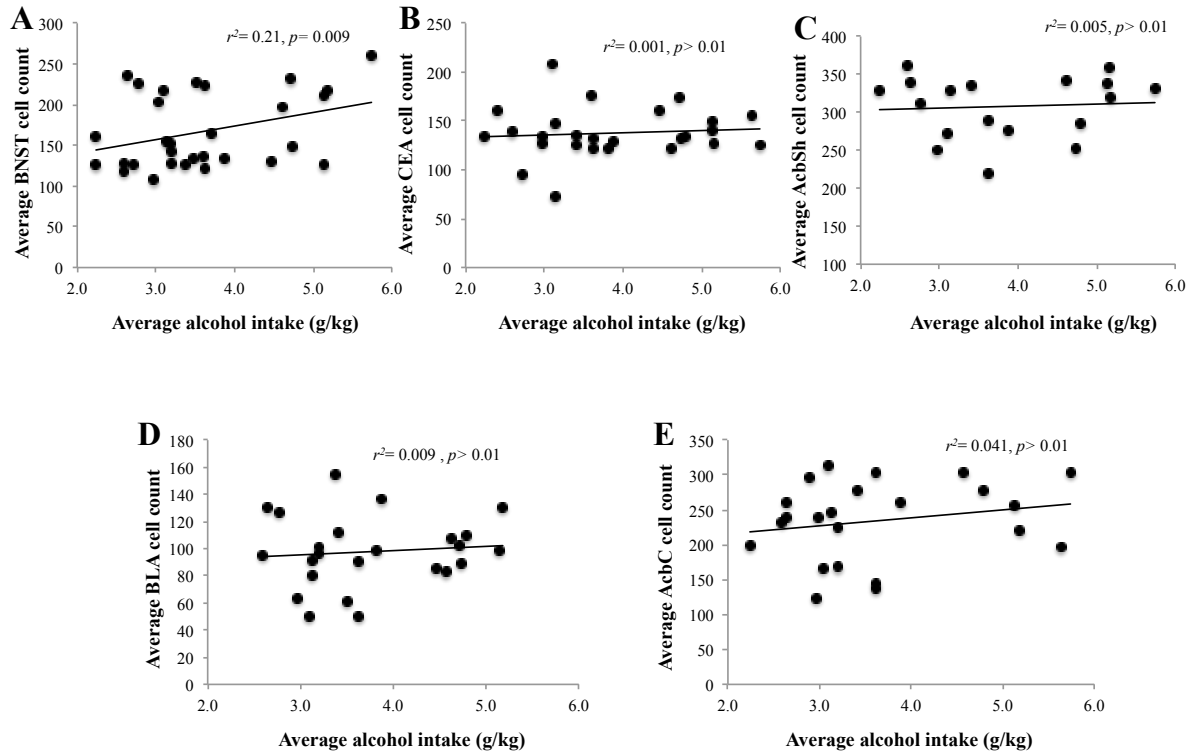 A
r²= 0.21, p= 0.009
Average BNST cell count
300
250
200
150
100
50
0
2.0 3.0 4.0 5.0 6.0
Average alcohol intake (g/kg)
B
r²= 0.001, p> 0.01
Average CEA cell count
250
200
150
100
50
0
2.0 3.0 4.0 5.0 6.0
Average alcohol intake (g/kg)
C
r²= 0.005, p> 0.01
Average AcbSh cell count
400
300
200
100
2.0 3.0 4.0 5.0 6.0
Average alcohol intake (g/kg)
D
r²= 0.009 , p> 0.01
Average BLA cell count
180
160
140
120
100
80
60
40
20
0
2.0 3.0 4.0 5.0 6.0
Average alcohol intake (g/kg)
E
r²= 0.041, p> 0.01
Average AcbC cell count
350
300
250
200
150
100
50
0
2.0 3.0 4.0 5.0 6.0
Average alcohol intake (g/kg)